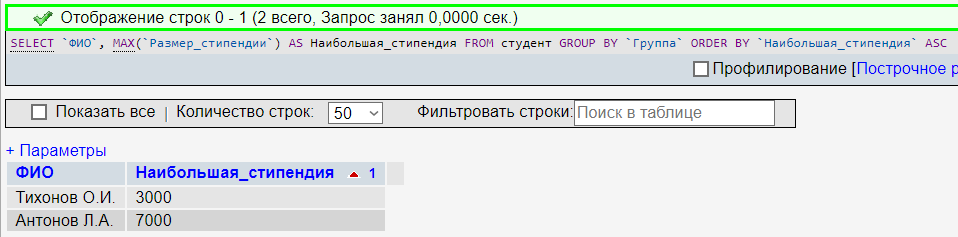 Отображение строк 0 - 1 (2 всего, Запрос занял 0,0000 сек.)
SELECT `ФИО`, MAX(`Размер_стипендии`) AS Наибольшая_стипендия FROM студент GROUP BY `Группа` ORDER BY `Наибольшая_стипендия` ASC
Профилирование [Построчное р
Показать все | Количество строк: 50 Фильтровать строки: Поиск в таблице
+ Параметры
ФИО Наибольшая_стипендия 1
Тихонов О.И. 3000
Антонов Л.А. 7000